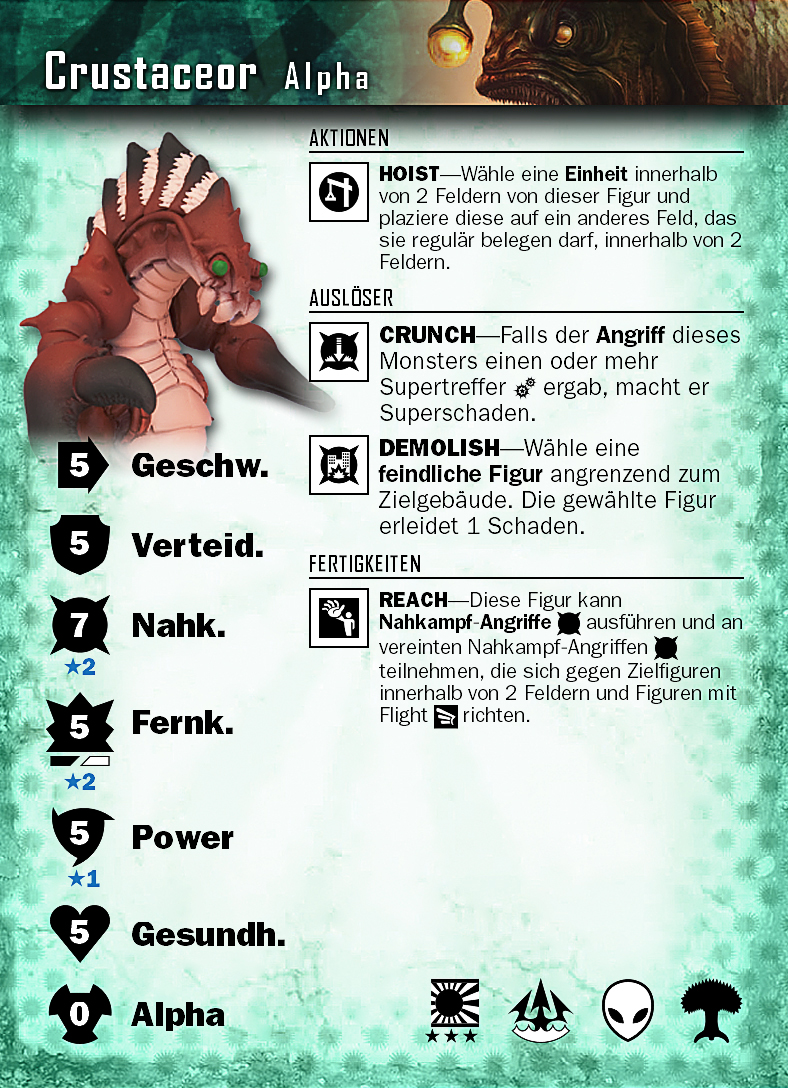 Crustaceor Alpha
AKTIONEN
HOIST—Wähle eine Einheit innerhalb
von 2 Feldern von dieser Figur und
plaziere diese auf ein anderes Feld, das
sie regulär belegen darf, innerhalb von 2
Feldern.
AUSLÖSER
CRUNCH—Falls der Angriff dieses
Monsters einen oder mehr
Supertreffer ergab, macht er
Superschaden.
DEMOLISH—Wähle eine
feindliche Figur angrenzend zum
Zielgebäude. Die gewählte Figur
erleidet 1 Schaden.
FERTIGKEITEN
REACH—Diese Figur kann
Nahkampf-Angriffe ausführen und an
vereinten Nahkampf-Angriffen
teilnehmen, die sich gegen Zielfiguren
innerhalb von 2 Feldern und Figuren mit
Flight richten.
5 Geschw.
5 Verteid.
7 Nahk.
★2
5 Fernk.
★2
5 Power
★1
5 Gesundh.
0 Alpha